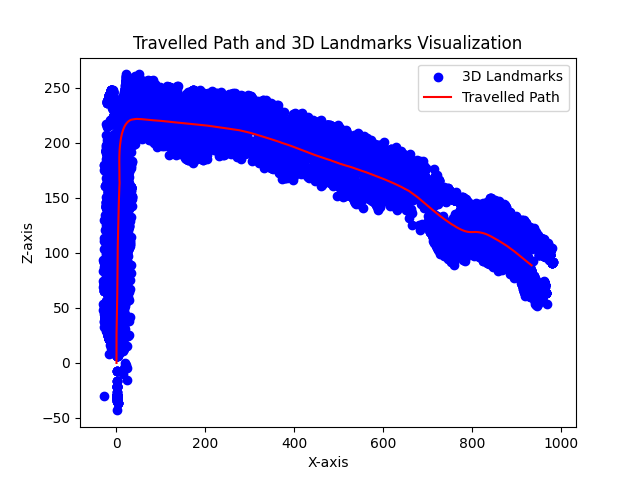 Travelled Path and 3D Landmarks Visualization
3D Landmarks
Travelled Path
250
200
150
100
50
0
−50
Z-axis
0 200 400 600 800 1000
X-axis